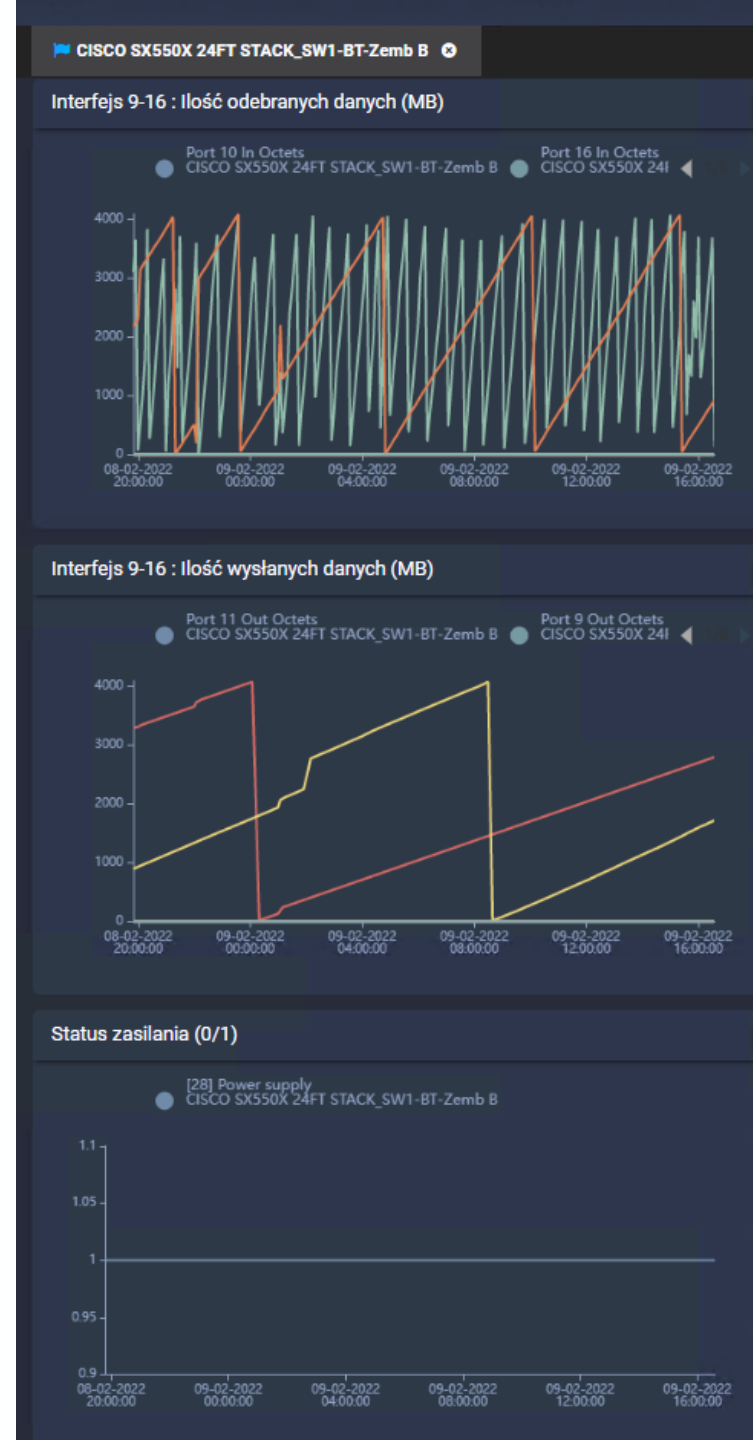 CISCO SX550X 24FT STACK_SW1-BT-Zemb B
Interfejs 9-16 : Ilość odebranych danych (MB)
Port 10 In Octets
CISCO SX550X 24FT STACK_SW1-BT-Zemb B
Port 16 In Octets
CISCO SX550X 24F
4000
3000
2000
1000
0
08-02-2022 09-02-2022 09-02-2022 09-02-2022 09-02-2022 09-02-2022
20:00:00 00:00:00 04:00:00 08:00:00 12:00:00 16:00:00
Interfejs 9-16 : Ilość wysłanych danych (MB)
Port 11 Out Octets
CISCO SX550X 24FT STACK_SW1-BT-Zemb B
Port 9 Out Octets
CISCO SX550X 24F
4000
3000
2000
1000
0
08-02-2022 09-02-2022 09-02-2022 09-02-2022 09-02-2022 09-02-2022
20:00:00 00:00:00 04:00:00 08:00:00 12:00:00 16:00:00
Status zasilania (0/1)
[28] Power supply
CISCO SX550X 24FT STACK_SW1-BT-Zemb B
1.1
1.05
1
0.95
0.9
08-02-2022 09-02-2022 09-02-2022 09-02-2022 09-02-2022 09-02-2022
20:00:00 00:00:00 04:00:00 08:00:00 12:00:00 16:00:00